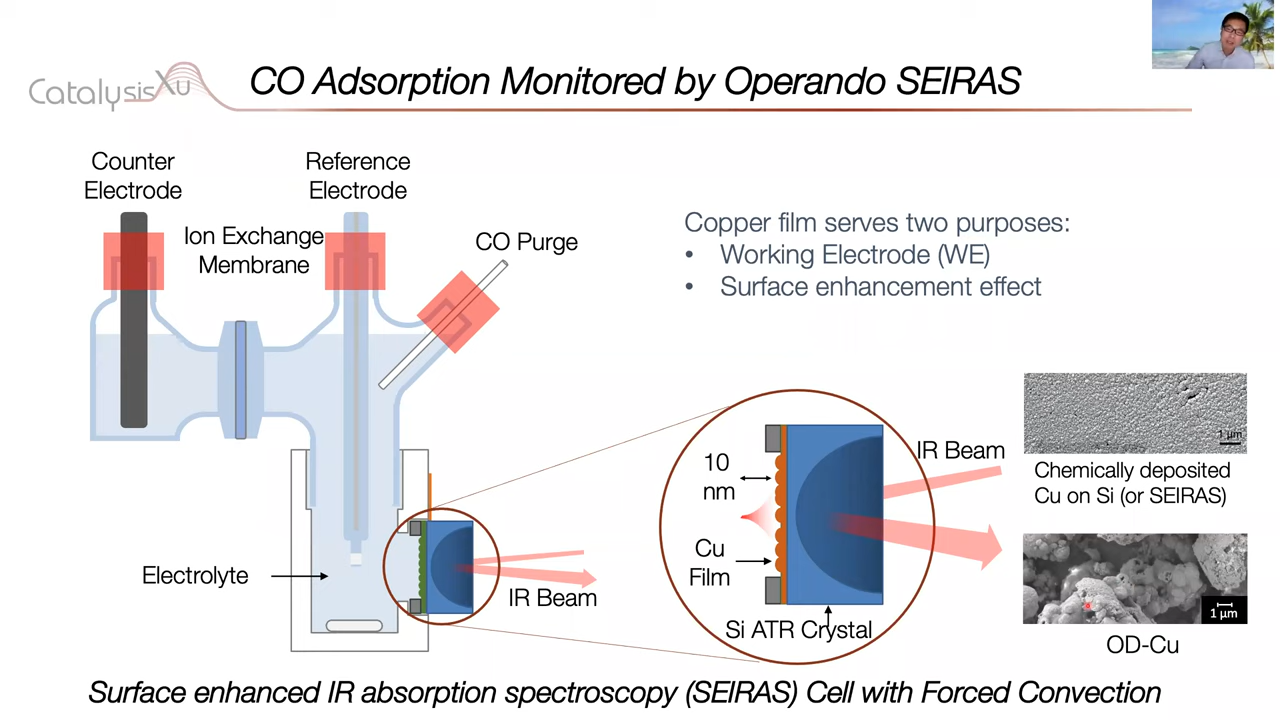 CatalysisXu
CO Adsorption Monitored by Operando SEIRAS
Counter
Electrode
Reference
Electrode
Ion Exchange
Membrane
CO Purge
Copper film serves two purposes:
• Working Electrode (WE)
• Surface enhancement effect
10
nm
IR Beam
Cu
Film
Si ATR Crystal
1 µm
Chemically deposited
Cu on Si (or SEIRAS)
Electrolyte
IR Beam
1 µm
OD-Cu
Surface enhanced IR absorption spectroscopy (SEIRAS) Cell with Forced Convection